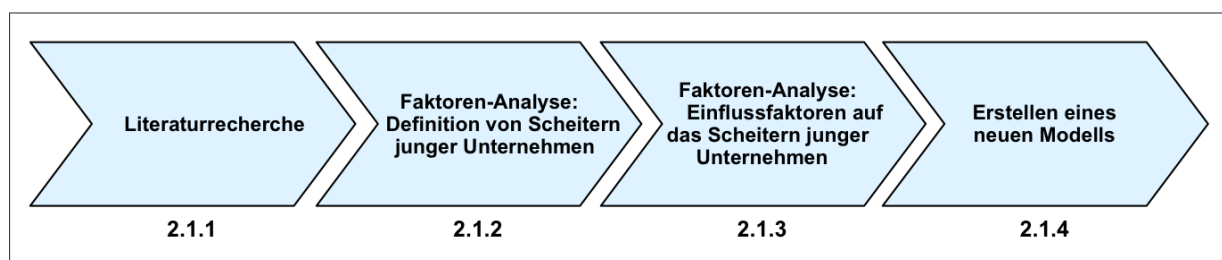 Literaturrecherche
Faktoren-Analyse:
Definition von Scheitern
junger Unternehmen
Faktoren-Analyse:
Einflussfaktoren auf
das Scheitern junger
Unternehmen
Erstellen eines
neuen Modells
2.1.1
2.1.2
2.1.3
2.1.4